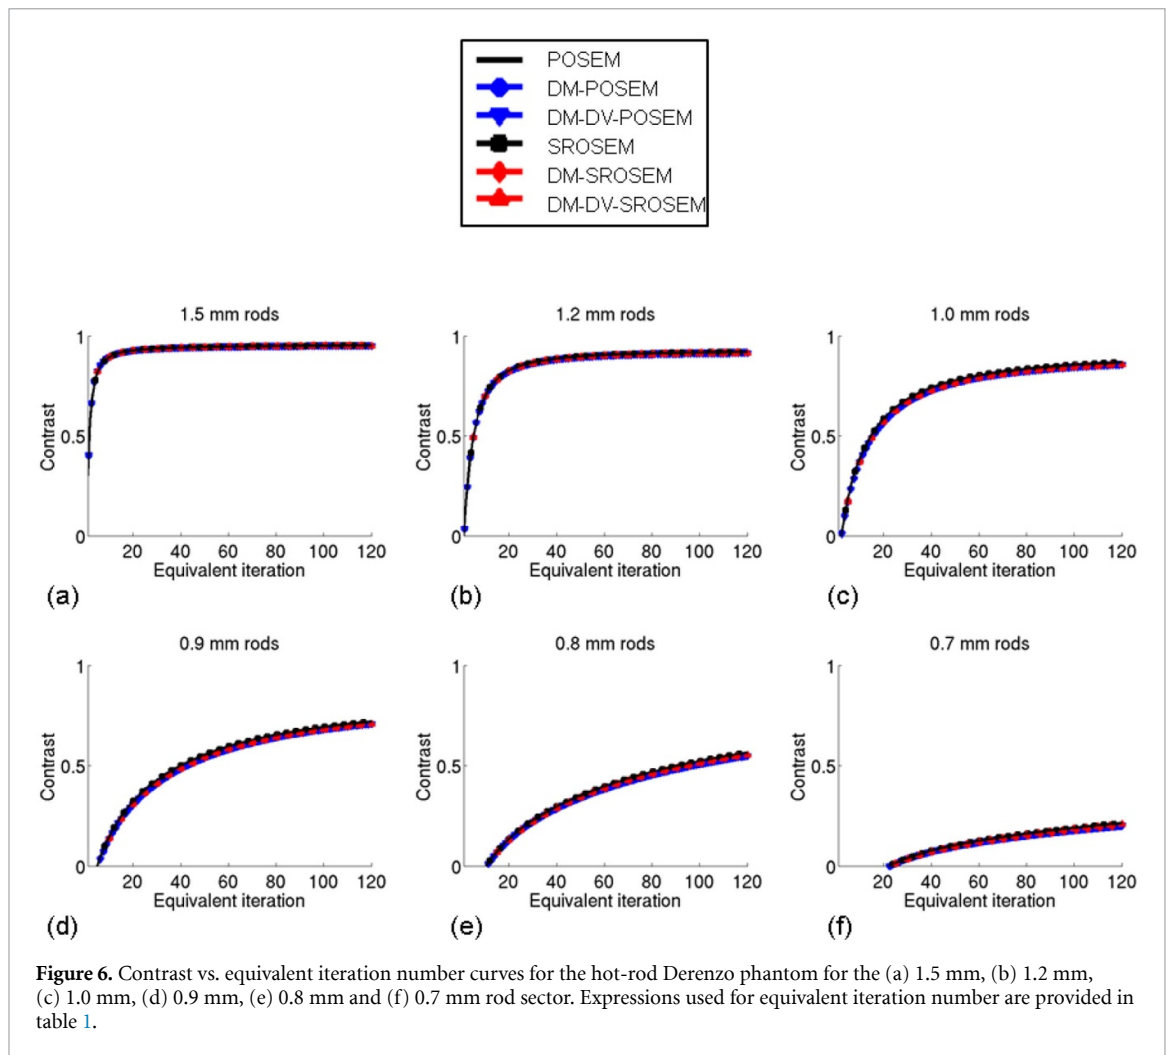 POSEM
DM-POSEM
DM-DV-POSEM
SROSEM
DM-SROSEM
DM-DV-SROSEM
1.5 mm rods
1
0.5
0
Contrast
20 40 60 80 100 120
Equivalent iteration
(a)
1.2 mm rods
1
0.5
0
Contrast
20 40 60 80 100 120
Equivalent iteration
(b)
1.0 mm rods
1
0.5
0
Contrast
20 40 60 80 100 120
Equivalent iteration
(c)
0.9 mm rods
1
0.5
0
Contrast
20 40 60 80 100 120
Equivalent iteration
(d)
0.8 mm rods
1
0.5
0
Contrast
20 40 60 80 100 120
Equivalent iteration
(e)
0.7 mm rods
1
0.5
0
Contrast
20 40 60 80 100 120
Equivalent iteration
(f)
Figure 6. Contrast vs. equivalent iteration number curves for the hot-rod Derenzo phantom for the (a) 1.5 mm, (b) 1.2 mm,
(c) 1.0 mm, (d) 0.9 mm, (e) 0.8 mm and (f) 0.7 mm rod sector. Expressions used for equivalent iteration number are provided in
table 1.